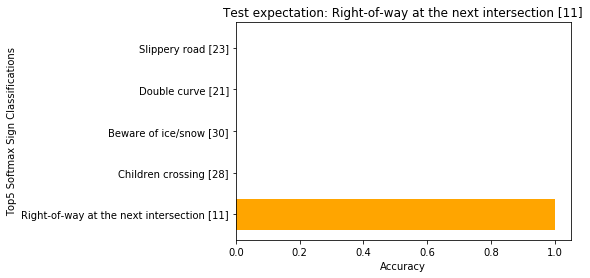 Test expectation: Right-of-way at the next intersection [11]
Top5 Softmax Sign Classifications
Slippery road [23]
Double curve [21]
Beware of ice/snow [30]
Children crossing [28]
Right-of-way at the next intersection [11]
0.0 0.2 0.4 0.6 0.8 1.0
Accuracy